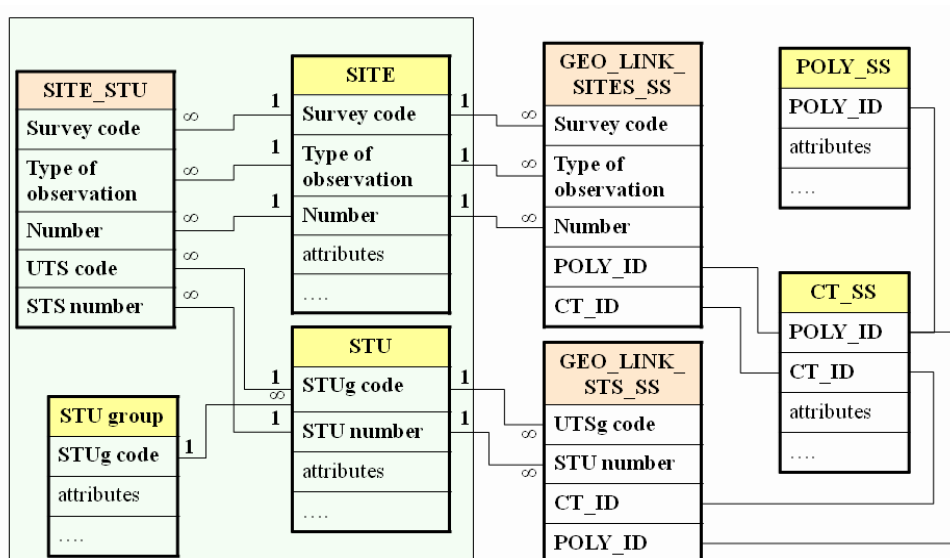 SITE_STU
Survey code
Type of
observation
Number
UTS code
STS number
∞
∞
∞
∞
∞
1
1
1
SITE
Survey code
Type of
observation
Number
attributes
....
1
1
1
∞
∞
∞
GEO_LINK_
SITES_SS
Survey code
Type of
observation
Number
POLY_ID
CT_ID
POLY_SS
POLY_ID
attributes
....
CT_SS
POLY_ID
CT_ID
attributes
....
STU group
STUg code
attributes
....
1
1
∞
1
STU
STUg code
STU number
attributes
....
1
1
∞
∞
GEO_LINK_
STS_SS
UTSg code
STU number
CT_ID
POLY_ID